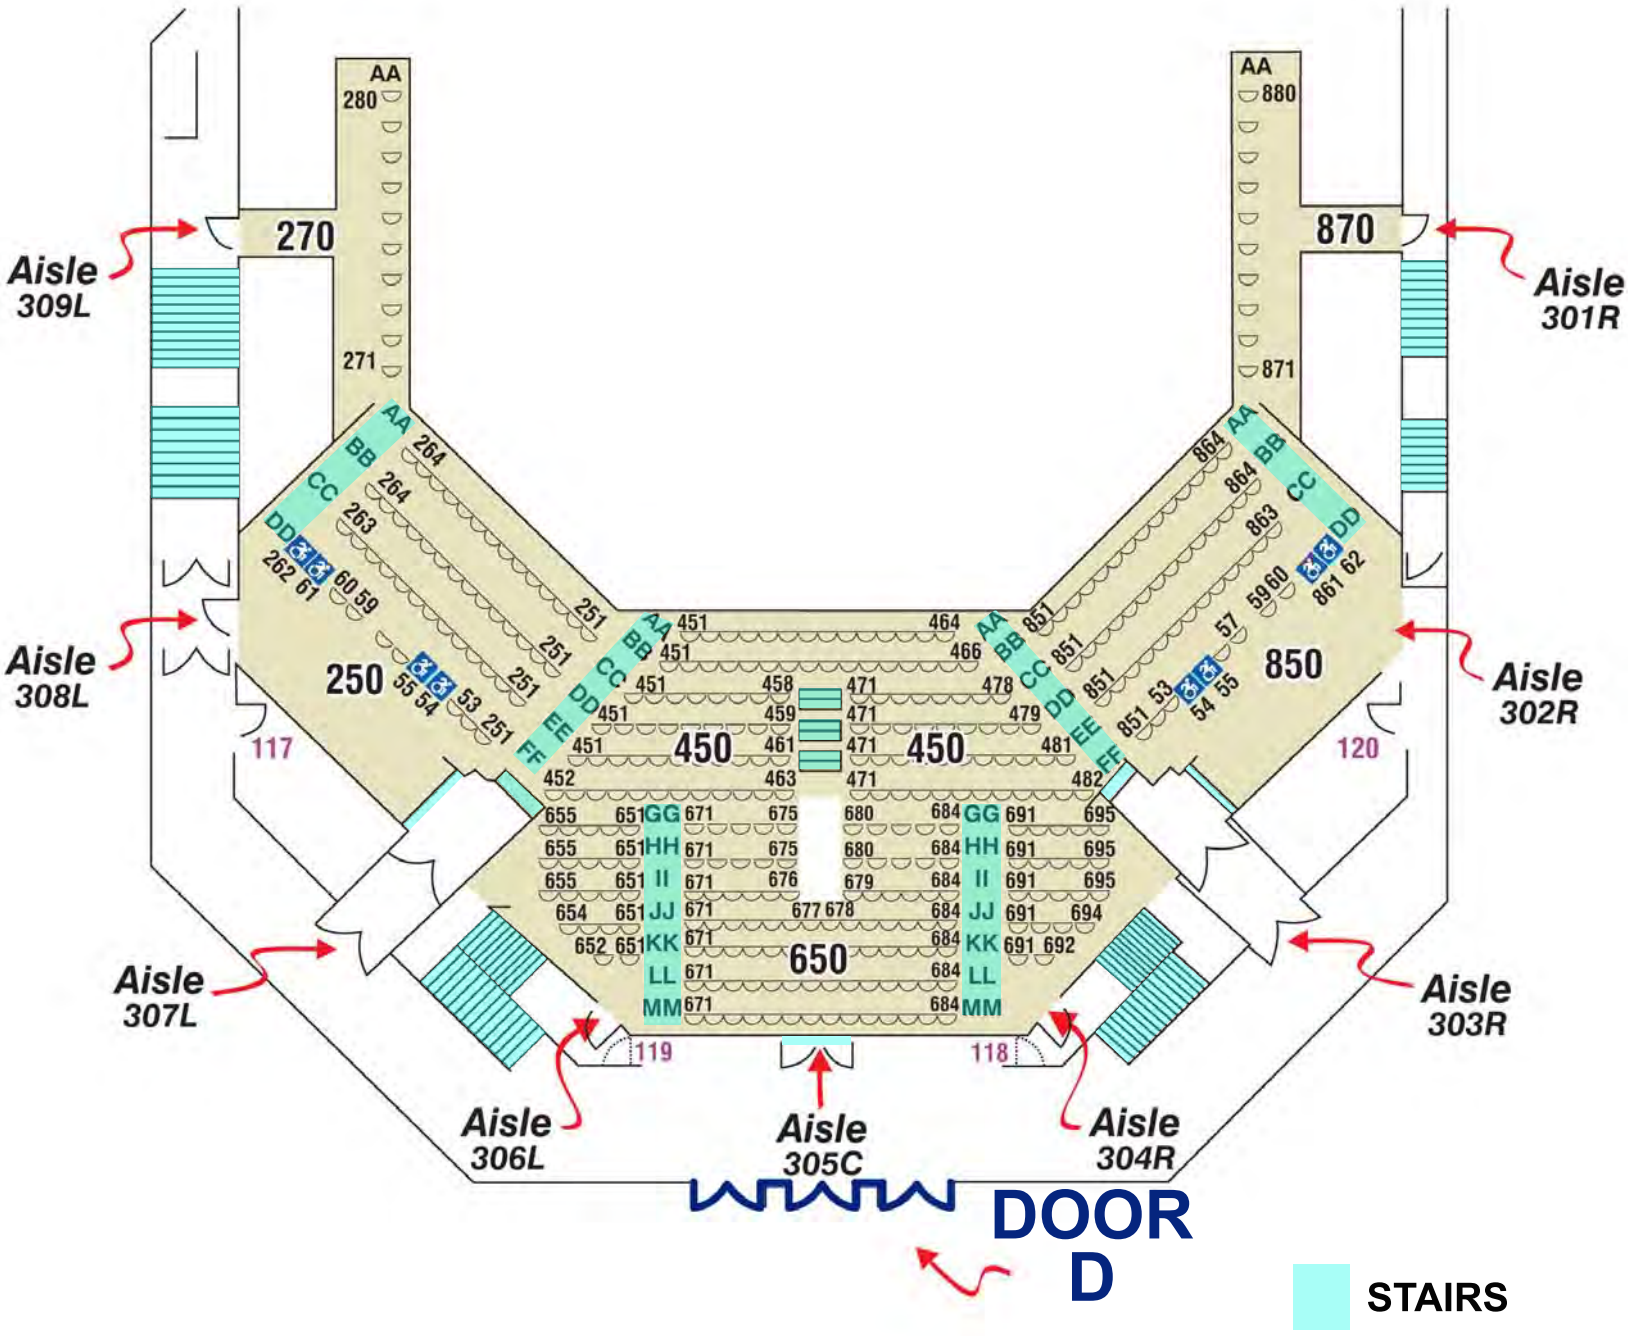 AA
280
271
AA
880
871
270
870
Aisle
309L
Aisle
301R
AA
BB
CC
DD
264
264
263
262 61
60 59
55 54
53
251
251
251
251
250
AA
BB
CC
DD
864
864
863
861 62
59 60
57
54 55
53
851
851
851
851
850
Aisle
308L
Aisle
302R
117
120
AA
BB
CC
DD
EE
FF
AA
BB
CC
DD
EE
FF
451 464
451 466
451 458 471 478
451 459 471 479
451 461 471 481
452 463 471 482
450
450
655 651 GG 671 675 680 684 GG 691 695
655 651 HH 671 675 680 684 HH 691 695
655 651 II 671 676 679 684 II 691 695
654 651 JJ 671 677 678 684 JJ 691 694
652 651 KK 671 684 KK 691 692
650
LL 671 684 LL
MM 671 684 MM
Aisle
307L
Aisle
303R
119
118
Aisle
306L
Aisle
305C
Aisle
304R
DOOR
D
STAIRS